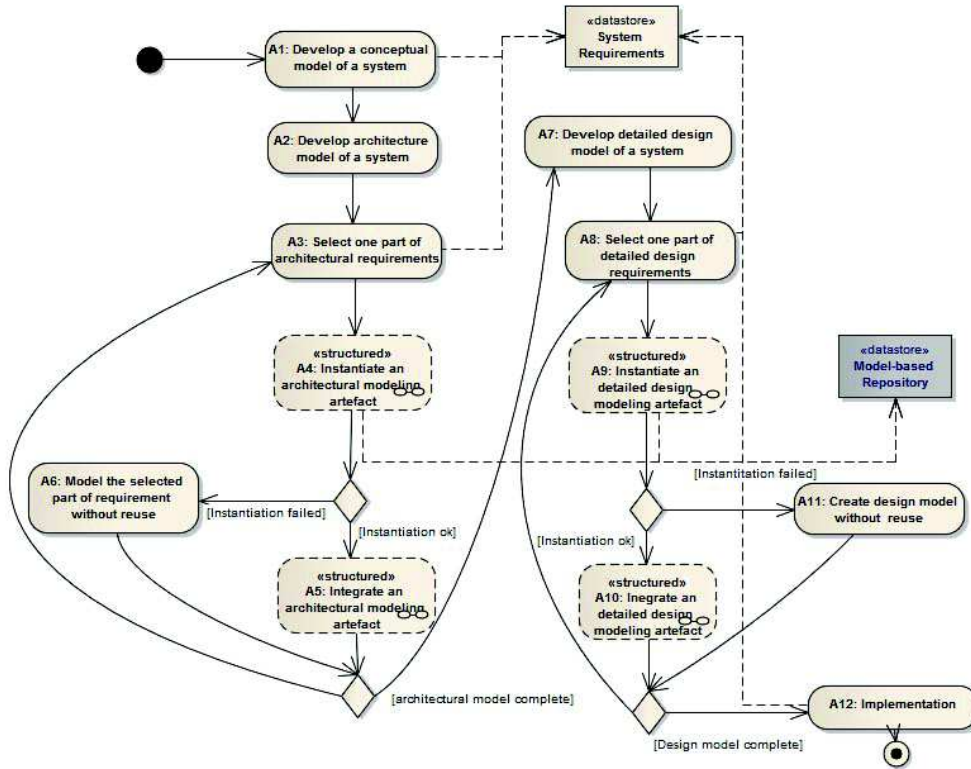 A1: Develop a conceptual
model of a system
«datastore»
System
Requirements
A2: Develop architecture
model of a system
A7: Develop detailed design
model of a system
A3: Select one part of
architectural requirements
A8: Select one part of
detailed design
requirements
«structured»
A4: Instantiate an
architectural modeling
artefact
«structured»
A9: Instantiate an
detailed design
modeling artefact
«datastore»
Model-based
Repository
A6: Model the selected
part of requirement
without reuse
[Instantiation failed]
[Instantiation ok]
[Instantitation failed]
A11: Create design model
without reuse
[Instantiation ok]
«structured»
A5: Integrate an
architectural modeling
artefact
«structured»
A10: Inegrate an
detailed design
modeling artefact
[architectural model complete]
A12: Implementation
[Design model complete]